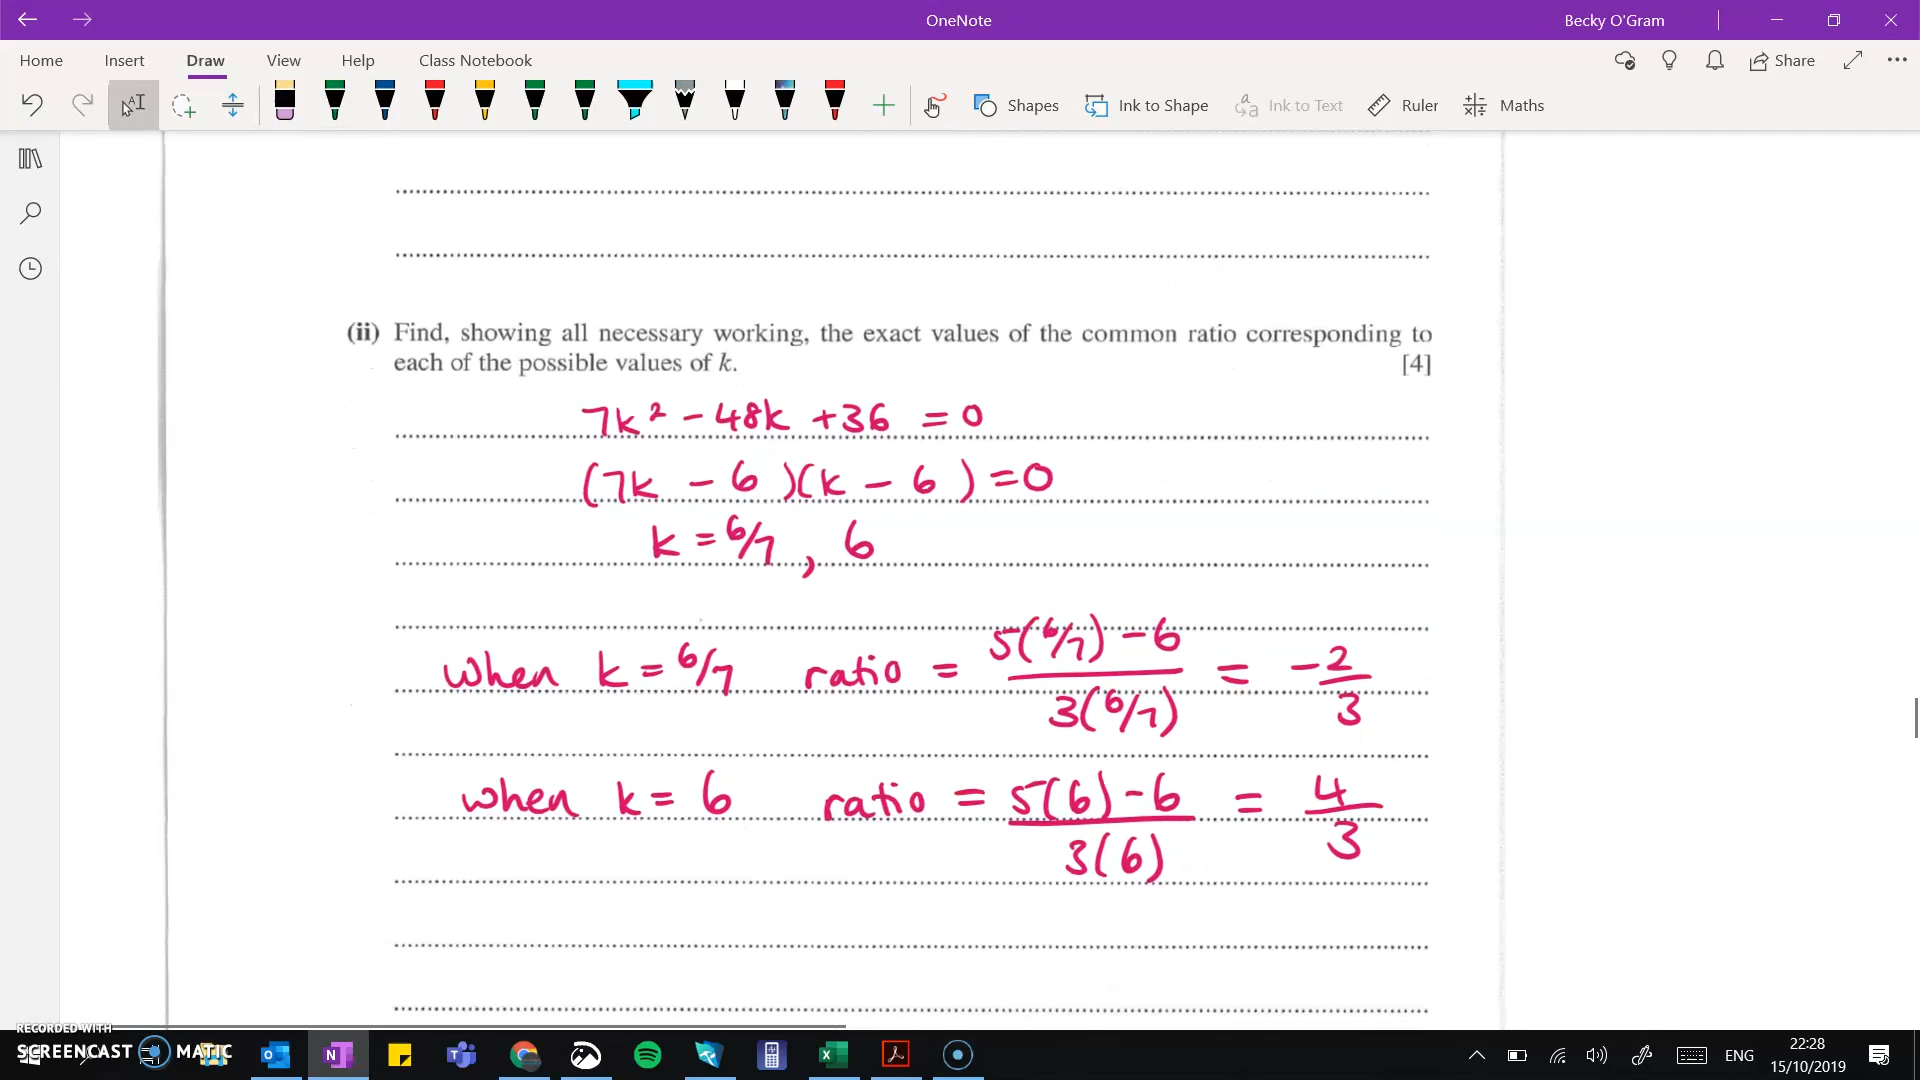 OneNote
Becky O'Gram
Home Insert Draw View Help Class Notebook
Share
Shapes Ink to Shape Ink to Text Ruler Maths
(ii) Find, showing all necessary working, the exact values of the common ratio corresponding to
each of the possible values of k. [4]
7k² - 48k + 36 = 0
(7k - 6)(k - 6) = 0
k = 6/7, 6
when k = 6/7 ratio = 5(6/7) - 6 / 3(6/7) = -2/3
when k = 6 ratio = 5(6) - 6 / 3(6) = 4/3
RECORDED WITH
SCREENCAST MATIC
ENG
22:28
15/10/2019